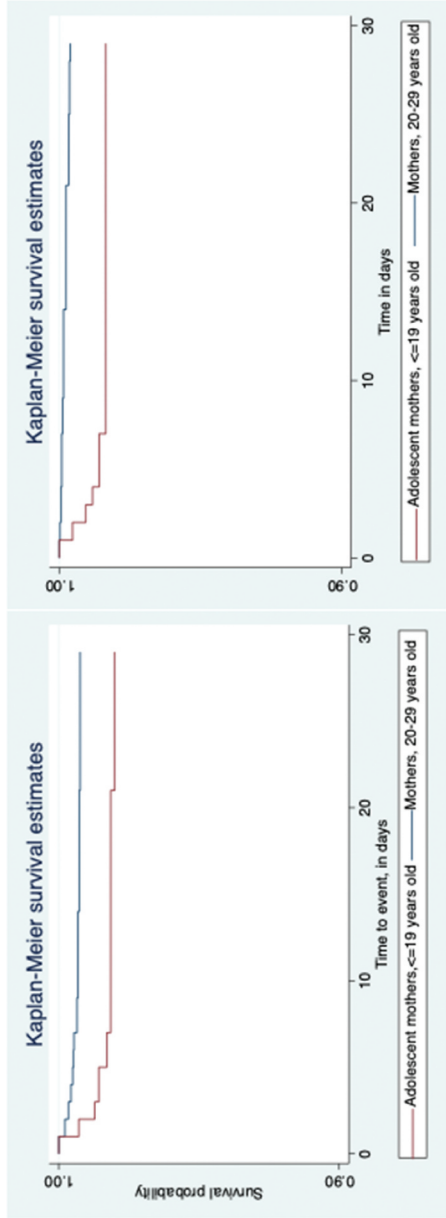 Kaplan-Meier survival estimates
Survival probability
1.00
0.90
0 10 20 30
Time to event, in days
Adolescent mothers,<=19 years old Mothers, 20-29 years old
Kaplan-Meier survival estimates
1.00
0.90
0 10 20 30
Time in days
Adolescent mothers, <=19 years old Mothers, 20-29 years old